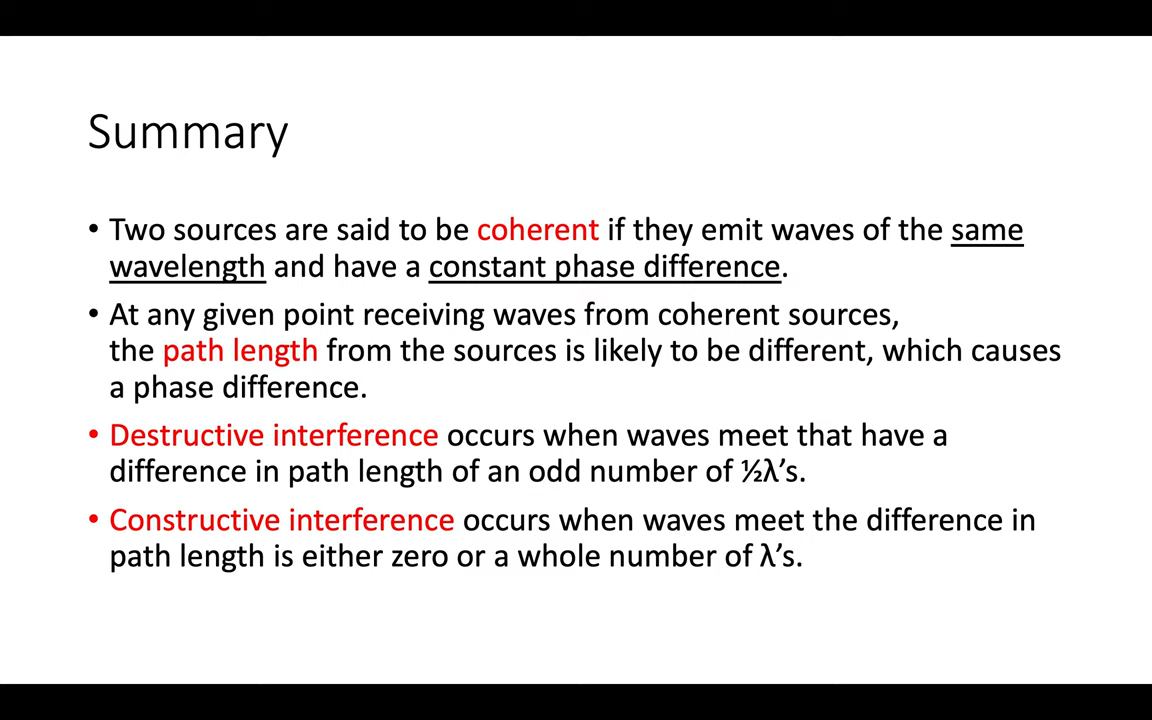 Summary
• Two sources are said to be coherent if they emit waves of the same
wavelength and have a constant phase difference.
• At any given point receiving waves from coherent sources,
the path length from the sources is likely to be different, which causes
a phase difference.
• Destructive interference occurs when waves meet that have a
difference in path length of an odd number of ½λ’s.
• Constructive interference occurs when waves meet the difference in
path length is either zero or a whole number of λ’s.